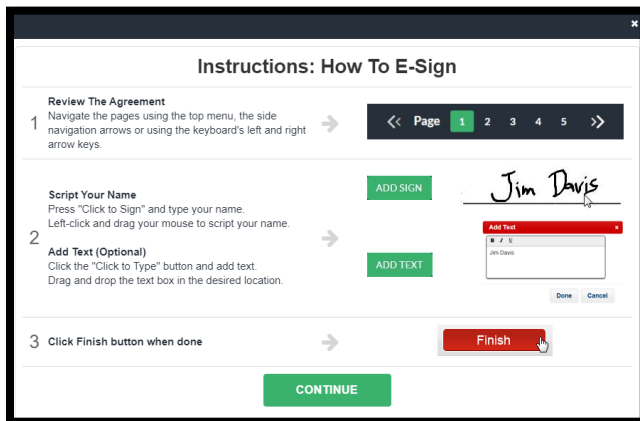 ×
Instructions: How To E-Sign
1
Review The Agreement
Navigate the pages using the top menu, the side
navigation arrows or using the keyboard's left and right
arrow keys.
Page 1 2 3 4 5
2
Script Your Name
Press "Click to Sign" and type your name.
Left-click and drag your mouse to script your name.
Add Text (Optional)
Click the "Click to Type" button and add text.
Drag and drop the text box in the desired location.
ADD SIGN
Jim Davis
ADD TEXT
Add Text ×
B I U
Jim Davis
Done Cancel
3
Click Finish button when done
Finish
CONTINUE